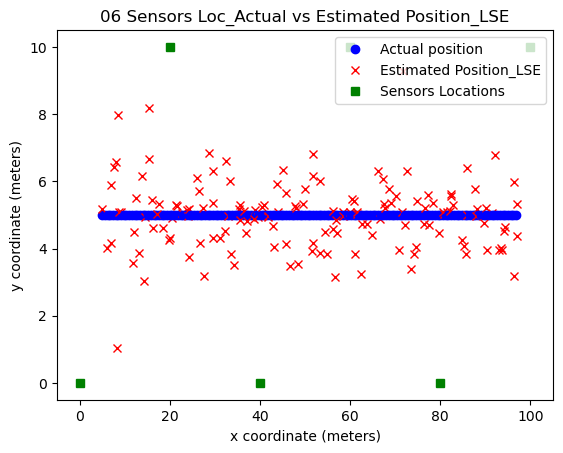 06 Sensors Loc_Actual vs Estimated Position_LSE
Actual position
Estimated Position_LSE
Sensors Locations
y coordinate (meters)
10
8
6
4
2
0
0 20 40 60 80 100
x coordinate (meters)